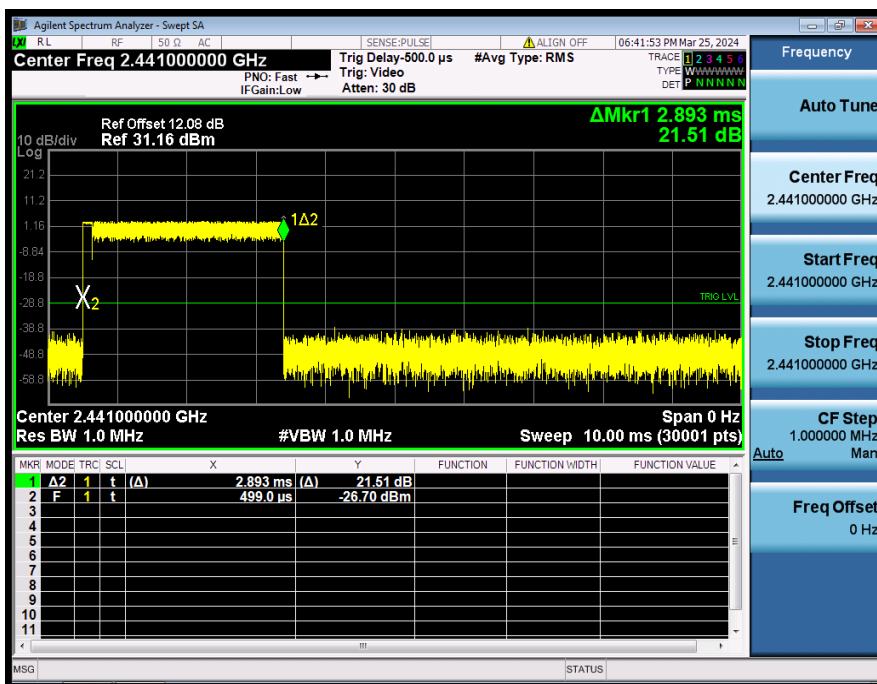 Agilent Spectrum Analyzer - Swept SA
LXI RL RF 50 Ω AC SENSE:PULSE ALIGN OFF 06:41:53 PM Mar 25, 2024
Center Freq 2.441000000 GHz
PNO: Fast
IFGain:Low
Trig Delay-500.0 µs
Trig: Video
Atten: 30 dB
#Avg Type: RMS
TRACE 1 2 3 4 5 6
TYPE WWWWWW
DET P N N N N N
ΔMkr1 2.893 ms
21.51 dB
Ref Offset 12.08 dB
10 dB/div Ref 31.16 dBm
Log
21.2
11.2
1.16
-8.84
-18.8
-28.8
-38.8
-48.8
-58.8
1Δ2
2
TRIG LVL
Center 2.441000000 GHz Span 0 Hz
Res BW 1.0 MHz #VBW 1.0 MHz Sweep 10.00 ms (30001 pts)
MKR MODE TRC SCL X Y FUNCTION FUNCTION WIDTH FUNCTION VALUE
1 Δ2 1 t (Δ) 2.893 ms (Δ) 21.51 dB
2 F 1 t 499.0 µs -26.70 dBm
3
4
5
6
7
8
9
10
11
MSG STATUS
Frequency
Auto Tune
Center Freq
2.441000000 GHz
Start Freq
2.441000000 GHz
Stop Freq
2.441000000 GHz
CF Step
1.000000 MHz
Auto Man
Freq Offset
0 Hz